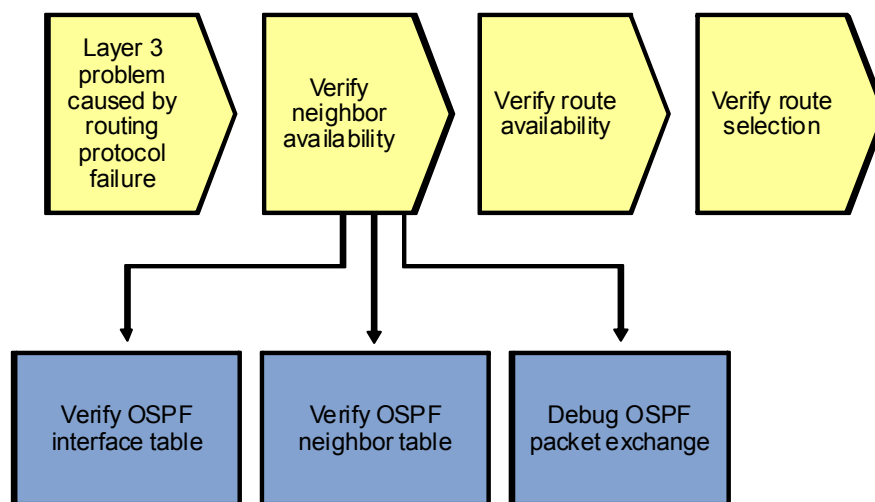 Layer 3
problem
caused by
routing
protocol
failure
Verify
neighbor
availability
Verify route
availability
Verify route
selection
Verify OSPF
interface table
Verify OSPF
neighbor table
Debug OSPF
packet exchange